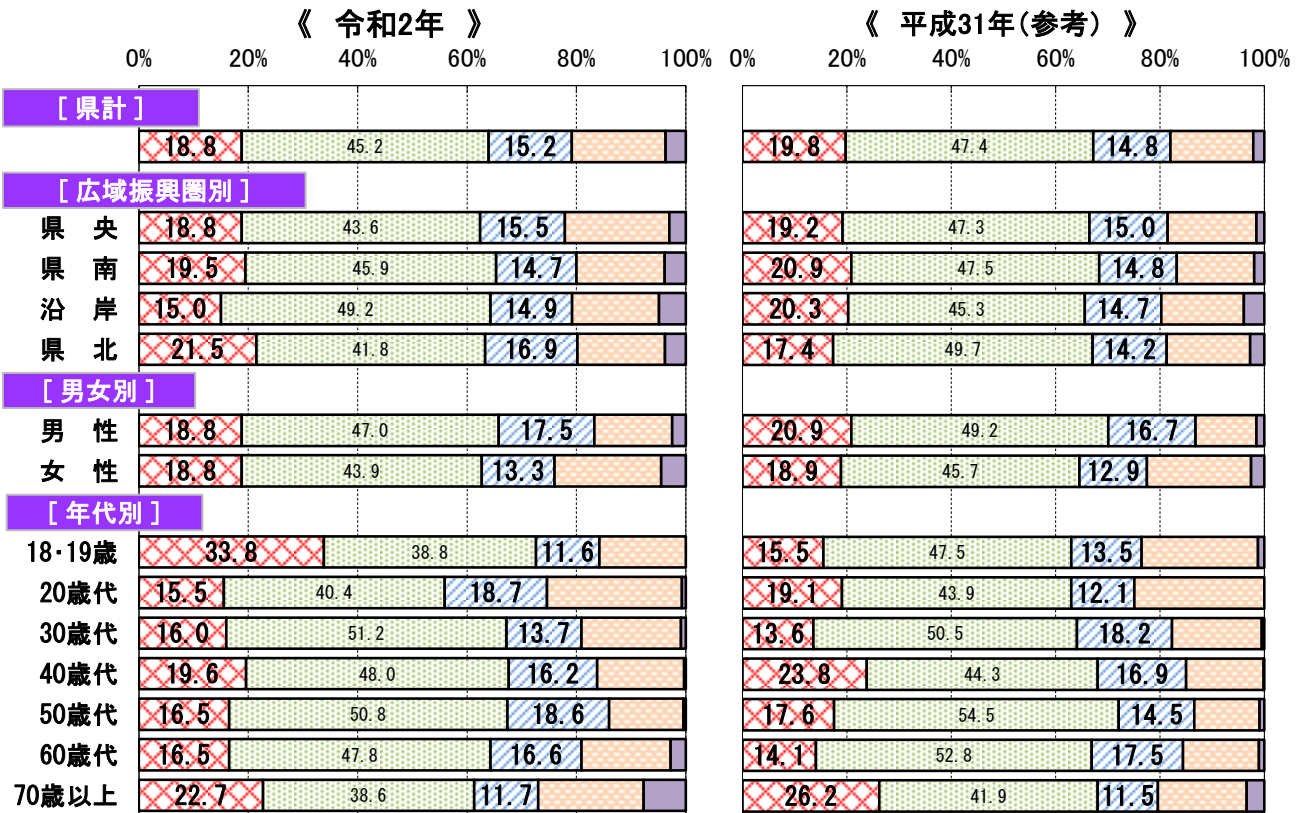 《 令和2年 》 《 平成31年(参考) 》
0% 20% 40% 60% 80% 100% 0% 20% 40% 60% 80% 100%
[ 県計 ]
18.8 45.2 15.2 19.8 47.4 14.8
[ 広域振興圏別 ]
県 央 18.8 43.6 15.5 19.2 47.3 15.0
県 南 19.5 45.9 14.7 20.9 47.5 14.8
沿 岸 15.0 49.2 14.9 20.3 45.3 14.7
県 北 21.5 41.8 16.9 17.4 49.7 14.2
[ 男女別 ]
男 性 18.8 47.0 17.5 20.9 49.2 16.7
女 性 18.8 43.9 13.3 18.9 45.7 12.9
[ 年代別 ]
18・19歳 33.8 38.8 11.6 15.5 47.5 13.5
20歳代 15.5 40.4 18.7 19.1 43.9 12.1
30歳代 16.0 51.2 13.7 13.6 50.5 18.2
40歳代 19.6 48.0 16.2 23.8 44.3 16.9
50歳代 16.5 50.8 18.6 17.6 54.5 14.5
60歳代 16.5 47.8 16.6 14.1 52.8 17.5
70歳以上 22.7 38.6 11.7 26.2 41.9 11.5